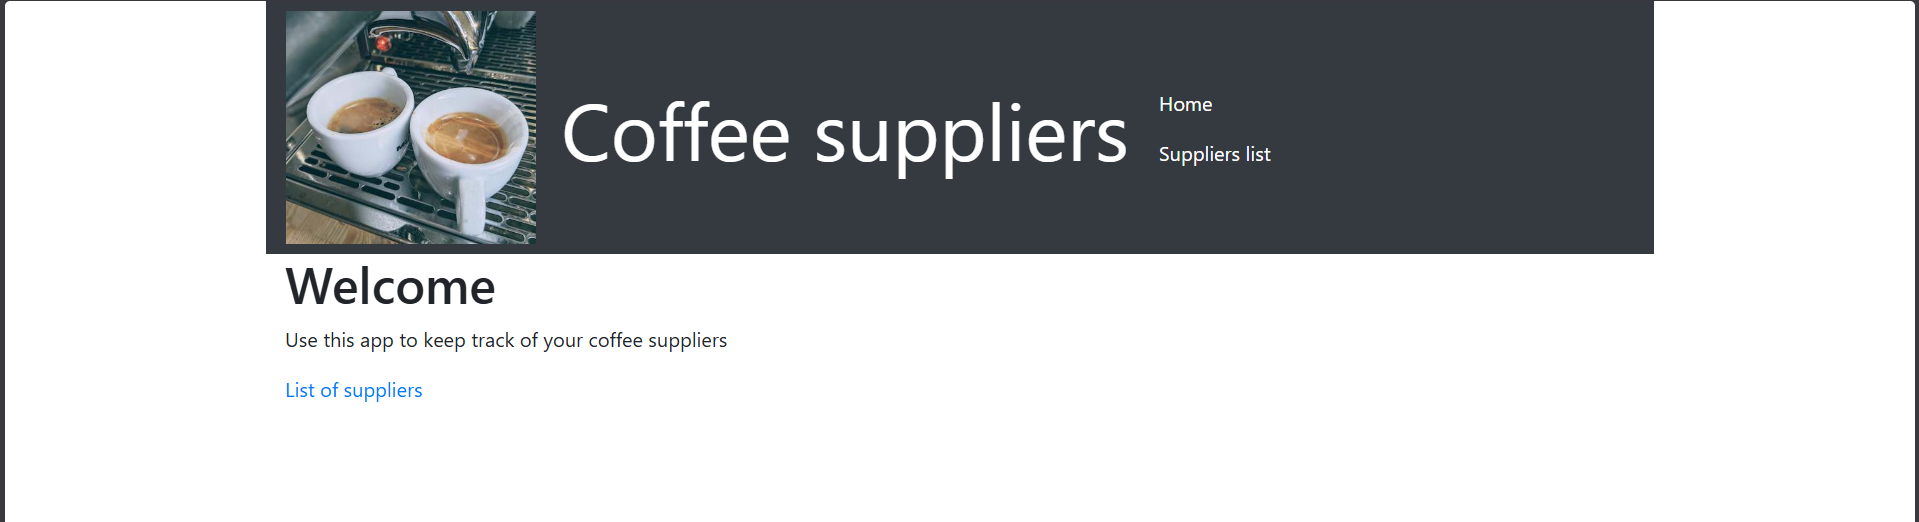 Coffee suppliers
Home
Suppliers list
Welcome
Use this app to keep track of your coffee suppliers
List of suppliers